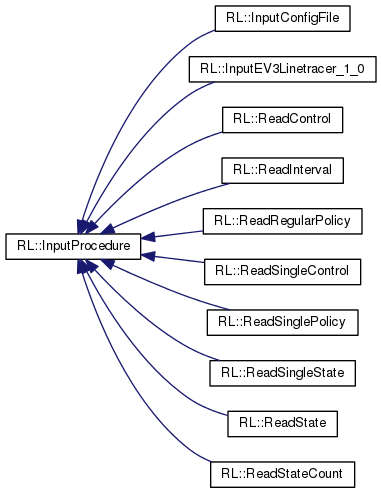 RL::InputConfigFile
RL::InputEV3Linetracer_1_0
RL::ReadControl
RL::ReadInterval
RL::ReadRegularPolicy
RL::InputProcedure
RL::ReadSingleControl
RL::ReadSinglePolicy
RL::ReadSingleState
RL::ReadState
RL::ReadStateCount